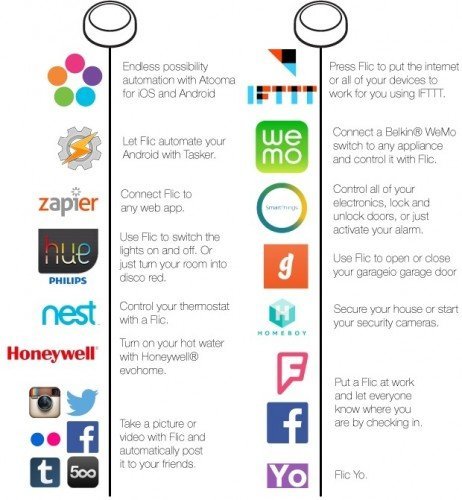 Endless possibility
automation with Atooma
for iOS and Android
Let Flic automate your
Android with Tasker.
zapier
Connect Flic to
any web app.
hue
PHILIPS
Use Flic to switch the
lights on and off. Or
just turn your room into
disco red.
nest
Control your thermostat
with a Flic.
Honeywell
Turn on your hot water
with Honeywell®
evohome.
f
t
500
Take a picture or
video with Flic and
automatically post
it to your friends.
IFTTT
Press Flic to put the internet
or all of your devices to
work for you using IFTTT.
we
mo
Connect a Belkin® WeMo
switch to any appliance
and control it with Flic.
SmartThings
Control all of your
electronics, lock and
unlock doors, or just
activate your alarm.
g
Use Flic to open or close
your garageio garage door
HOMEBOY
Secure your house or start
your security cameras.
f
Put a Flic at work
and let everyone
know where you
are by checking in.
Yo
Flic Yo.